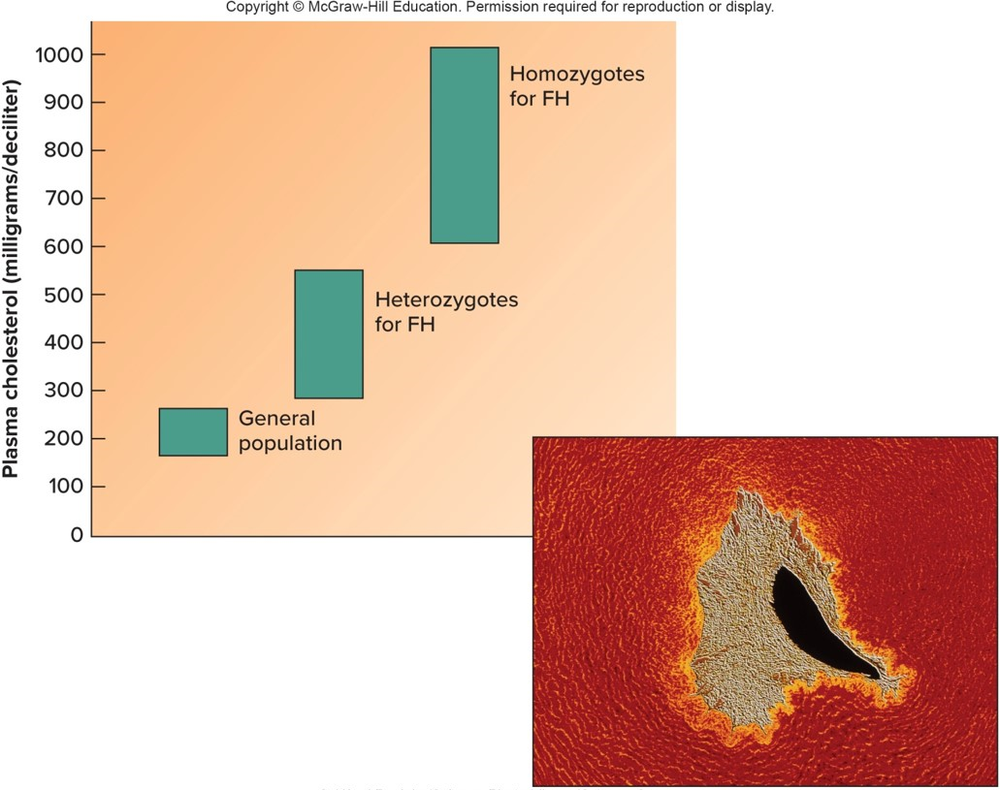 Copyright © McGraw-Hill Education. Permission required for reproduction or display.
Plasma cholesterol (milligrams/deciliter)
1000
900
800
700
600
500
400
300
200
100
0
Homozygotes
for FH
Heterozygotes
for FH
General
population